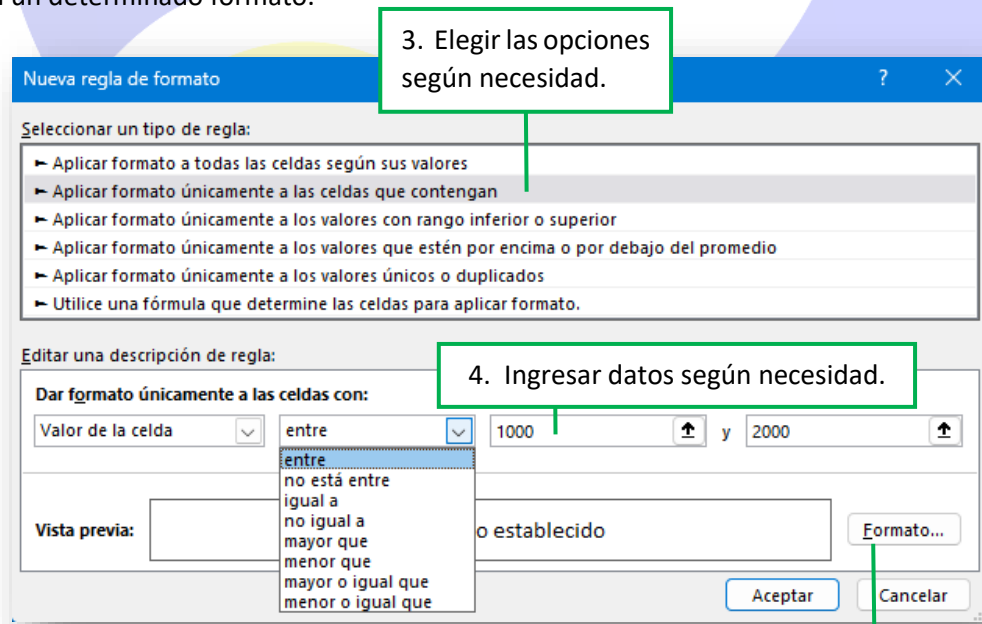 un determinado formato.
3. Elegir las opciones
según necesidad.
Nueva regla de formato
?
Seleccionar un tipo de regla:
► Aplicar formato a todas las celdas según sus valores
► Aplicar formato únicamente a las celdas que contengan
► Aplicar formato únicamente a los valores con rango inferior o superior
► Aplicar formato únicamente a los valores que estén por encima o por debajo del promedio
► Aplicar formato únicamente a los valores únicos o duplicados
► Utilice una fórmula que determine las celdas para aplicar formato.
Editar una descripción de regla:
4. Ingresar datos según necesidad.
Dar formato únicamente a las celdas con:
Valor de la celda entre 1000 y 2000
entre
no está entre
igual a
no igual a
mayor que
menor que
mayor o igual que
menor o igual que
Vista previa: o establecido Formato...
Aceptar Cancelar